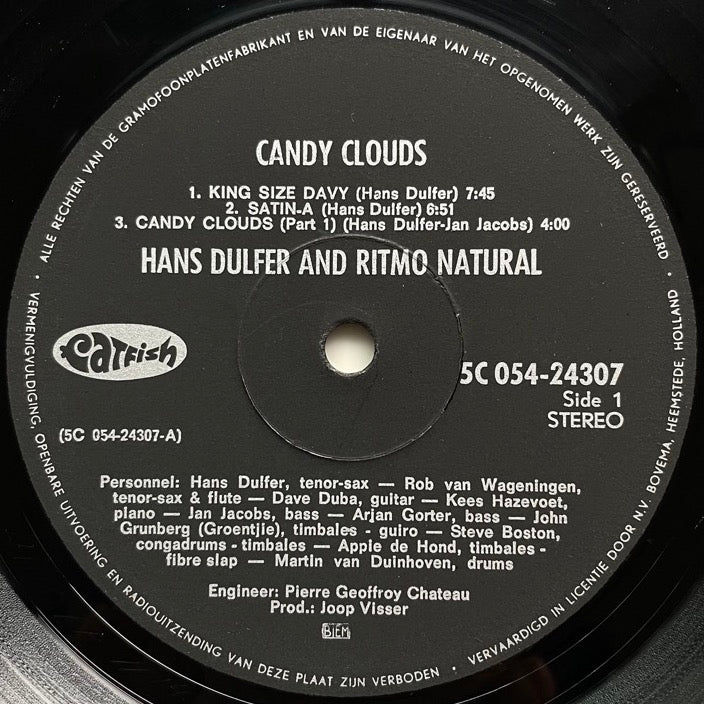 ALLE RECHTEN VAN DE GRAMOFOONPLATENFABRIKANT EN VAN DE EIGENAAR VAN HET OPGENOMEN WERK ZIJN GERESERVEERD •
CANDY CLOUDS
1. KING SIZE DAVY (Hans Dulfer) 7:45
2. SATIN-A (Hans Dulfer) 6:51
3. CANDY CLOUDS (Part 1) (Hans Dulfer-Jan Jacobs) 4:00
HANS DULFER AND RITMO NATURAL
Catfish
5C 054-24307
Side 1
STEREO
(5C 054-24307-A)
Personnel: Hans Dulfer, tenor-sax — Rob van Wageningen,
tenor-sax & flute — Dave Duba, guitar — Kees Hazevoet,
piano — Jan Jacobs, bass — Arjan Gorter, bass — John
Grunberg (Groentjie), timbales - guiro — Steve Boston,
congadrums - timbales — Appie de Hond, timbales -
fibre slap — Martin van Duinhoven, drums
Engineer: Pierre Geoffroy Chateau
Prod.: Joop Visser
BIEM
VERMENIGVULDIGING, OPENBARE UITVOERING EN RADIOUITZENDING VAN DEZE PLAAT ZIJN VERBODEN •
VERVAARDIGD IN LICENTIE DOOR N.V. BOVEMA, HEEMSTEDE, HOLLAND